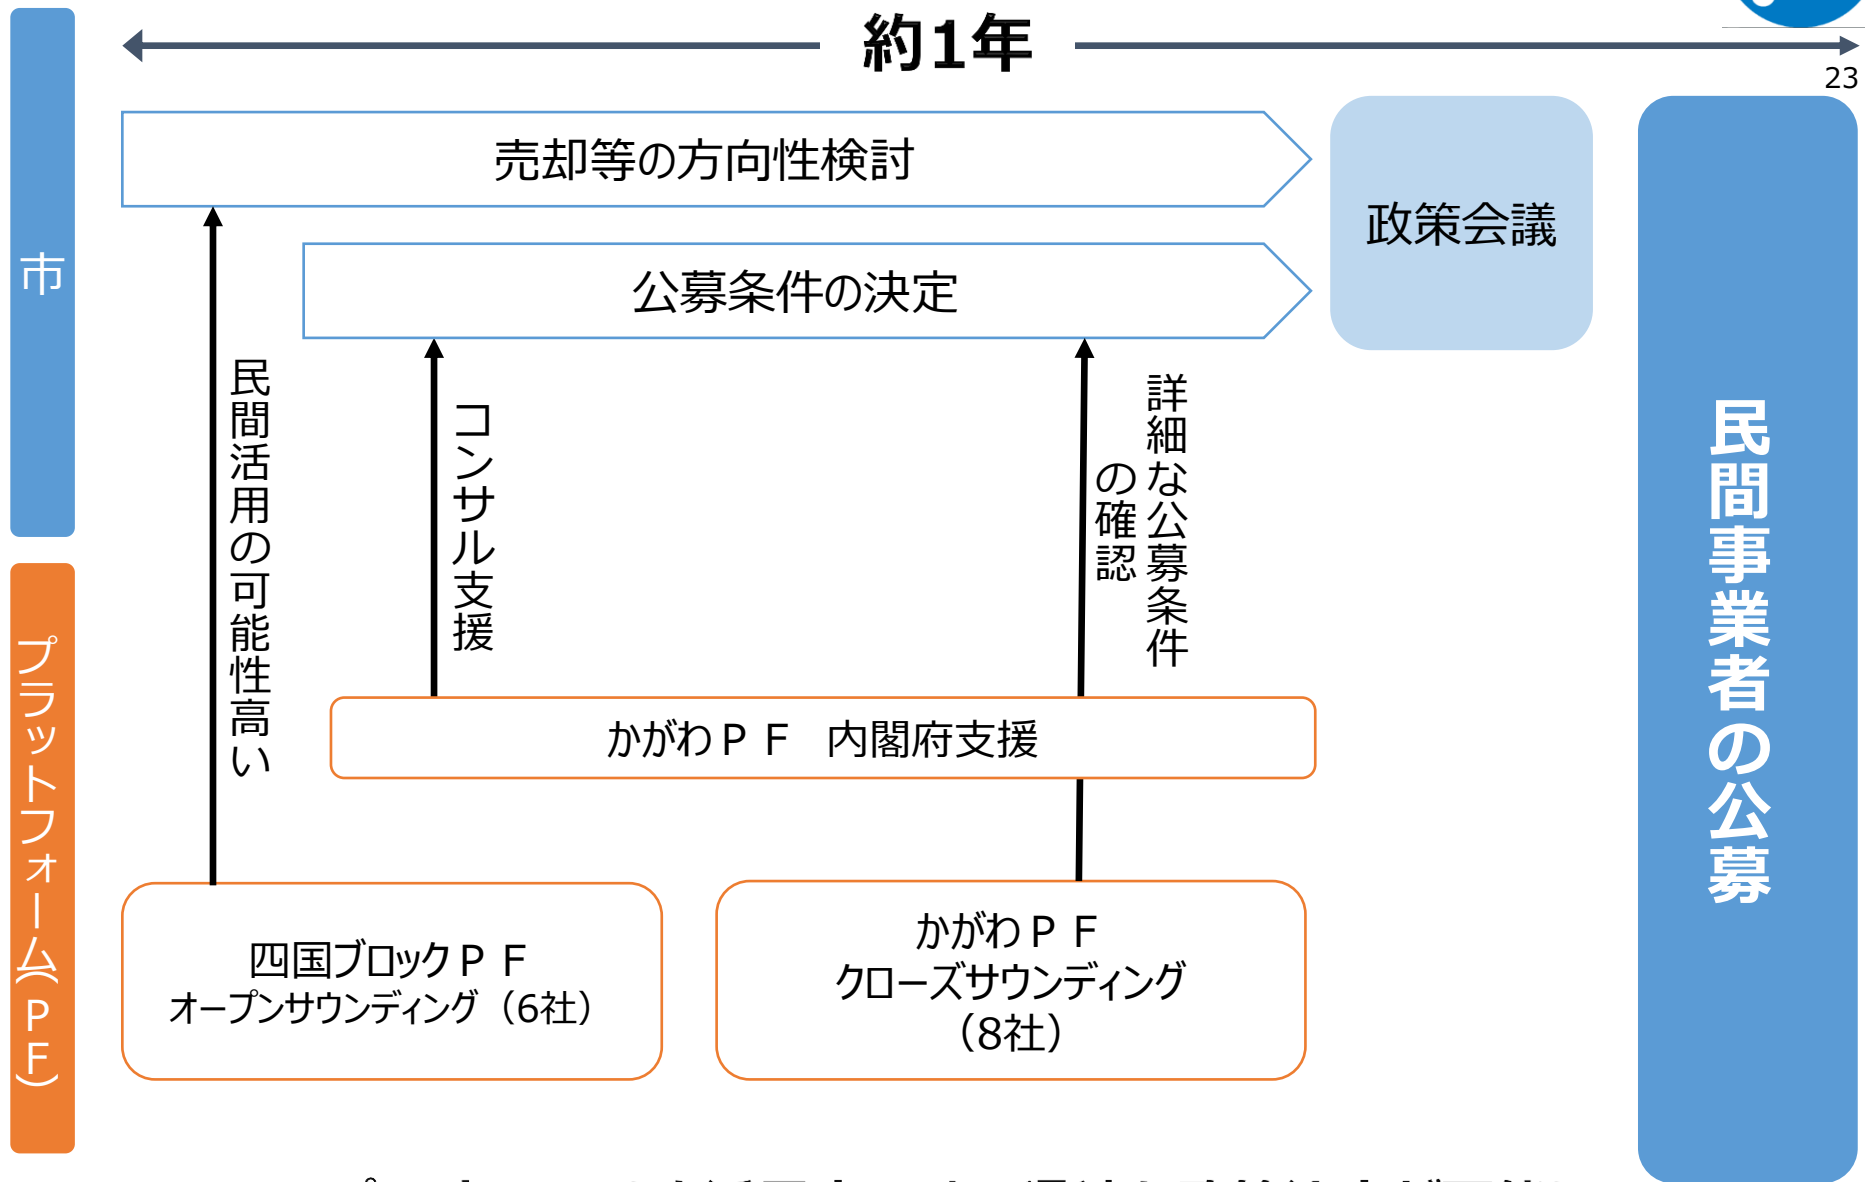 約1年
23
市
売却等の方向性検討
公募条件の決定
政策会議
民間活用の可能性高い
コンサル支援
詳細な公募条件
の確認
民間事業者の公募
プラットフォーム(PF)
かがわＰＦ　内閣府支援
四国ブロックＰＦ
オープンサウンディング（6社）
かがわＰＦ
クローズサウンディング
（8社）